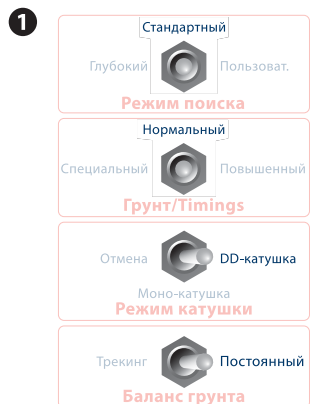 1
Стандартный
Глубокий Пользоват.
Режим поиска
Нормальный
Специальный Повышенный
Грунт/Timings
Отмена DD-катушка
Моно-катушка
Режим катушки
Трекинг Постоянный
Баланс грунта